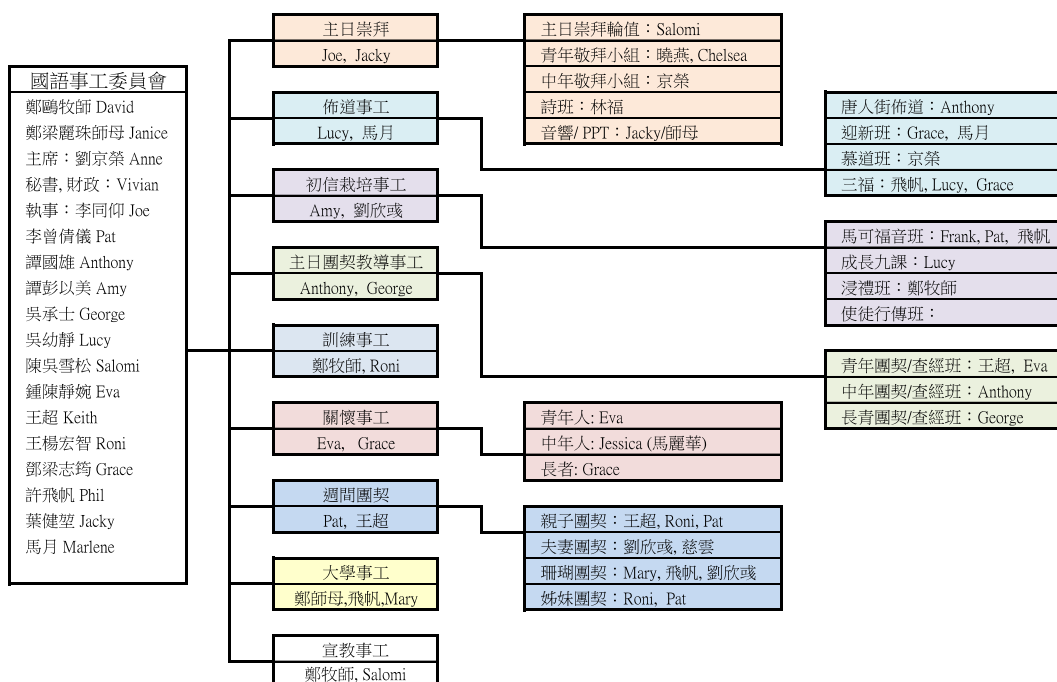 國語事工委員會
鄭鷗牧師 David
鄭梁麗珠師母 Janice
主席：劉京榮 Anne
秘書, 財政：Vivian
執事：李同仰 Joe
李曾倩儀 Pat
譚國雄 Anthony
譚彭以美 Amy
吳承士 George
吳幼靜 Lucy
陳吳雪松 Salomi
鍾陳靜婉 Eva
王超 Keith
王楊宏智 Roni
鄧梁志筠 Grace
許飛帆 Phil
葉健堃 Jacky
馬月 Marlene
主日崇拜
Joe, Jacky
佈道事工
Lucy, 馬月
初信栽培事工
Amy, 劉欣彧
主日團契教導事工
Anthony, George
訓練事工
鄭牧師, Roni
關懷事工
Eva, Grace
週間團契
Pat, 王超
大學事工
鄭師母,飛帆,Mary
宣教事工
鄭牧師, Salomi
主日崇拜輪值：Salomi
青年敬拜小組：曉燕, Chelsea
中年敬拜小組：京榮
詩班：林福
音響/ PPT：Jacky/師母
唐人街佈道：Anthony
迎新班：Grace, 馬月
慕道班：京榮
三福：飛帆, Lucy, Grace
馬可福音班：Frank, Pat, 飛帆
成長九課：Lucy
浸禮班：鄭牧師
使徒行傳班：
青年團契/查經班：王超, Eva
中年團契/查經班：Anthony
長青團契/查經班：George
青年人: Eva
中年人: Jessica (馬麗華)
長者: Grace
親子團契：王超, Roni, Pat
夫妻團契：劉欣彧, 慈雲
珊瑚團契：Mary, 飛帆, 劉欣彧
姊妹團契：Roni, Pat